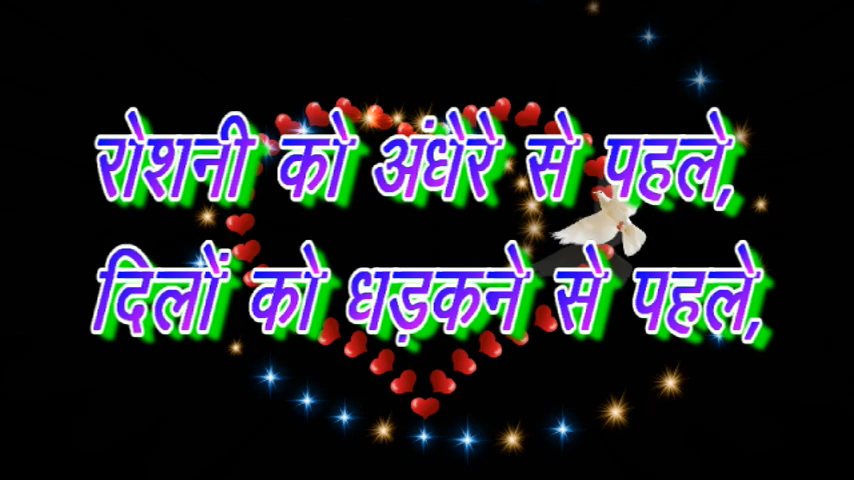 रोशनी को अंधेरे से पहले,
दिलों को धड़कने से पहले,